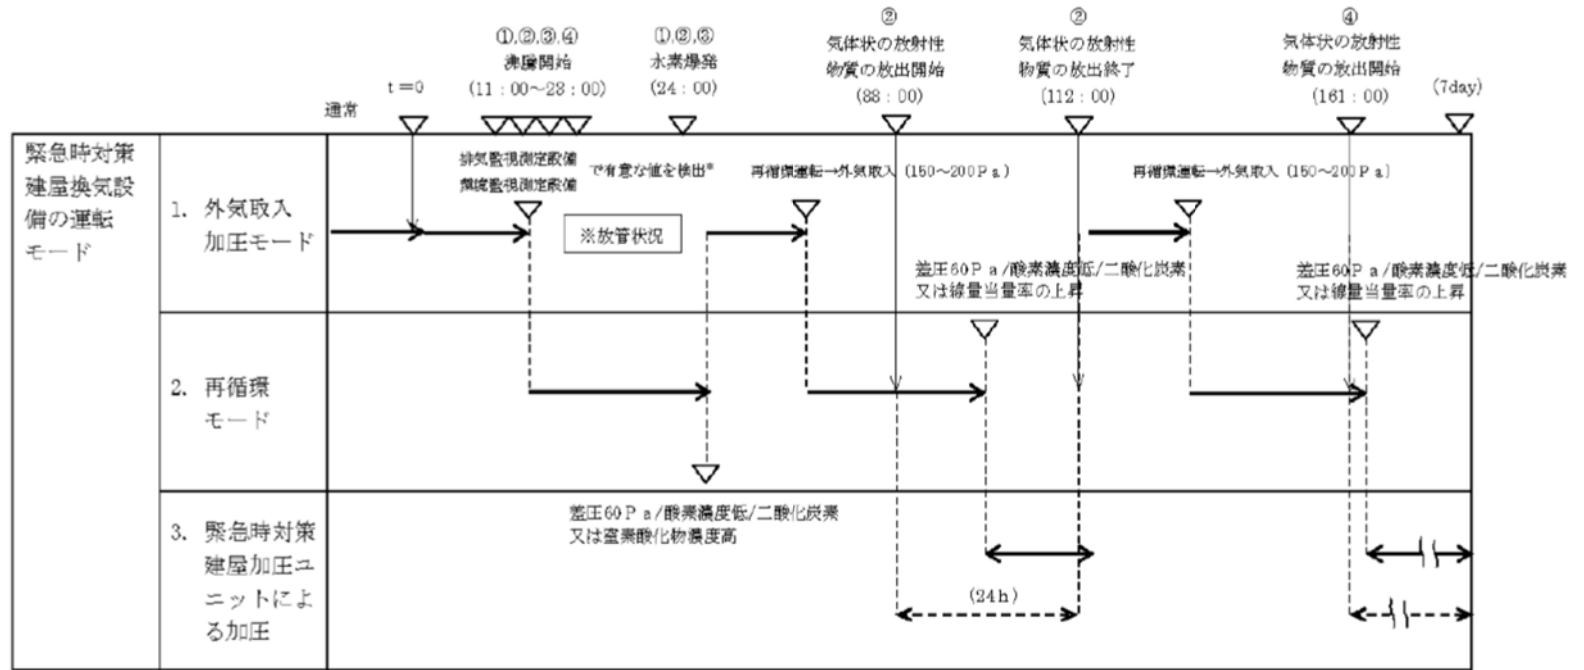 ②
気体状の放射性
物質の放出開始
(88:00)
②
気体状の放射性
物質の放出終了
(112:00)
④
気体状の放射性
物質の放出開始
(161:00)
①,②,③,④
沸騰開始
(11:00～23:00)
①,②,③
水素爆発
(24:00)
通常
t=0
(7day)
緊急時対策
建屋換気設
備の運転
モード
1. 外気取入
加圧モード
排気監視測定設備
環境監視測定設備
で有意な値を検出※
※放管状況
再循環運転→外気取入 (150～200Pa)
再循環運転→外気取入 (150～200Pa)
差圧60Pa/酸素濃度低/二酸化炭素
又は線量当量率の上昇
差圧60Pa/酸素濃度低/二酸化炭素
又は線量当量率の上昇
2. 再循環
モード
3. 緊急時対策
建屋加圧ユ
ニットによ
る加圧
差圧60Pa/酸素濃度低/二酸化炭素
又は窒素酸化物濃度高
(24h)